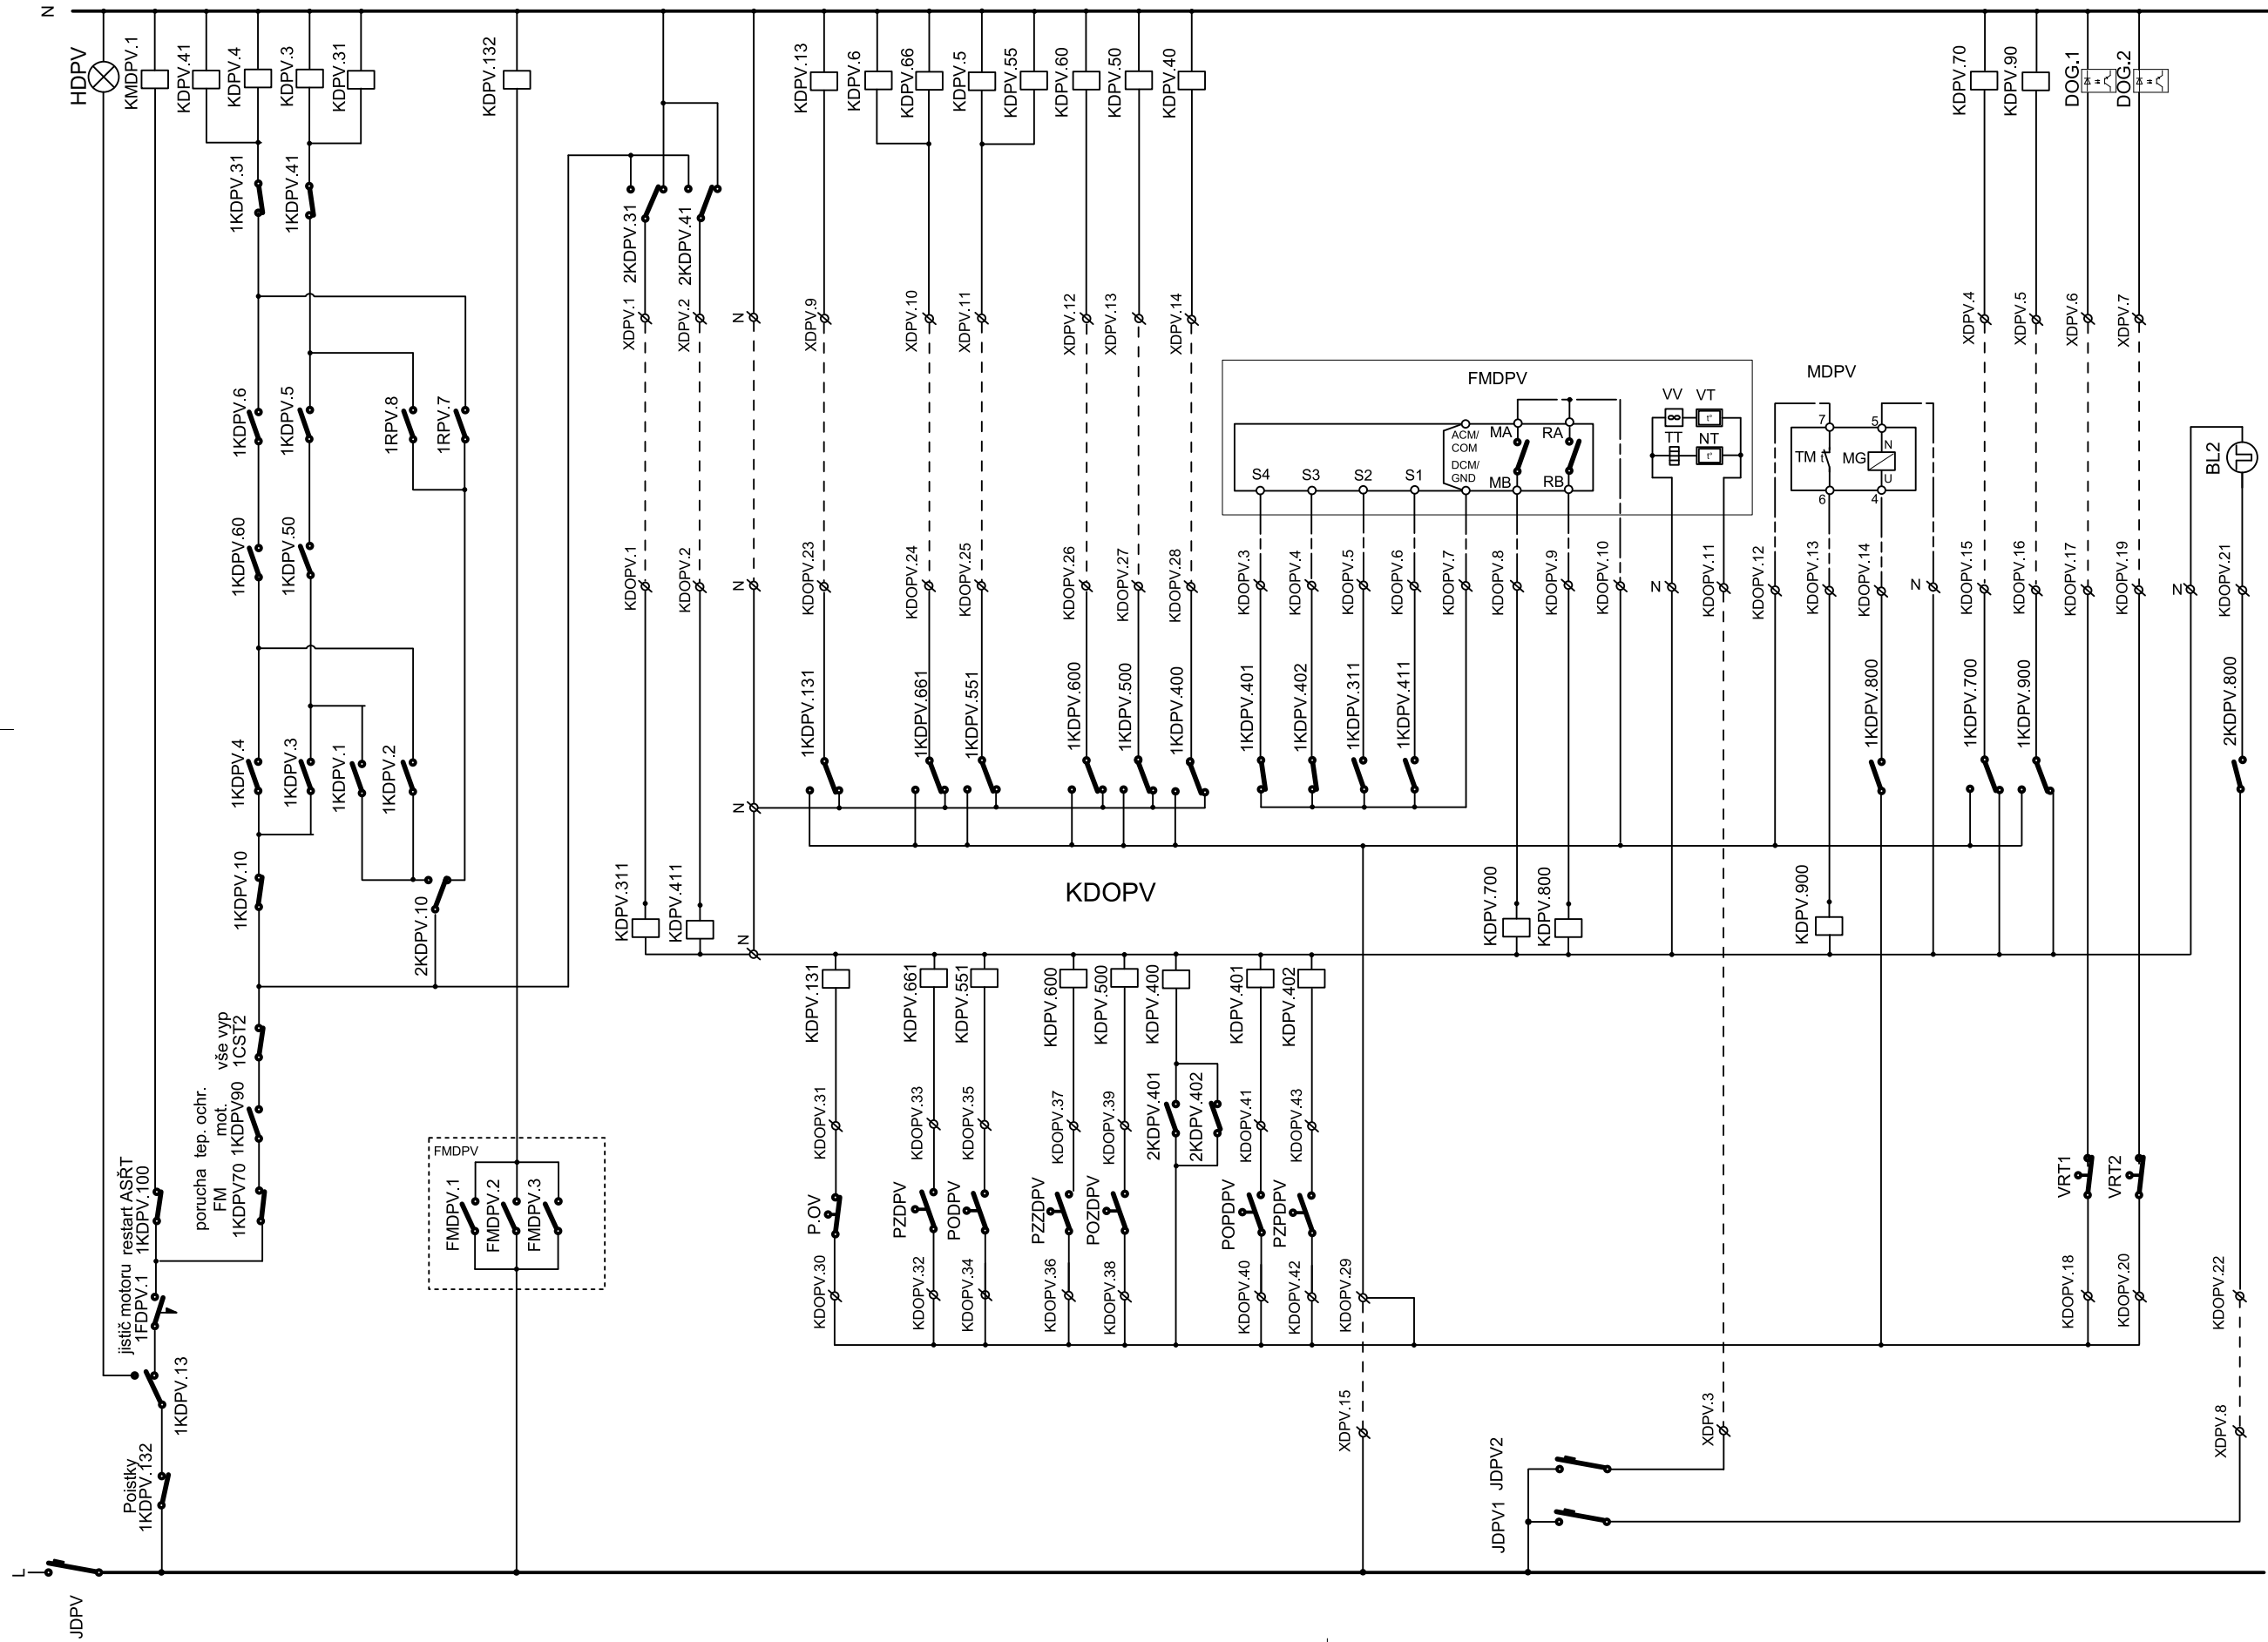 N
HDPV
KMDPV.1
KDPV.41
KDPV.4
KDPV.3
KDPV.31
KDPV.132
KDPV.13
KDPV.6
KDPV.66
KDPV.5
KDPV.55
KDPV.60
KDPV.50
KDPV.40
KDPV.70
KDPV.90
DOG.1
DOG.2
1KDPV.31
1KDPV.41
2KDPV.31
2KDPV.41
XDPV.1
XDPV.2
N
XDPV.9
XDPV.10
XDPV.11
XDPV.12
XDPV.13
XDPV.14
XDPV.4
XDPV.5
XDPV.6
XDPV.7
1KDPV.6
1KDPV.5
1RPV.8
1RPV.7
FMDPV
ACM/
COM
DCM/
GND
MA
RA
MB
RB
S4
S3
S2
S1
VV
VT
TT
NT
t°
t°
MDPV
7
5
TM
t
MG
N
U
6
4
BL2
1KDPV.60
1KDPV.50
KDOPV.1
KDOPV.2
N
KDOPV.23
KDOPV.24
KDOPV.25
KDOPV.26
KDOPV.27
KDOPV.28
KDOPV.3
KDOPV.4
KDOPV.5
KDOPV.6
KDOPV.7
KDOPV.8
KDOPV.9
KDOPV.10
N
KDOPV.11
KDOPV.12
KDOPV.13
KDOPV.14
N
KDOPV.15
KDOPV.16
KDOPV.17
KDOPV.19
N
KDOPV.21
1KDPV.4
1KDPV.3
1KDPV.1
1KDPV.2
1KDPV.131
1KDPV.661
1KDPV.551
1KDPV.600
1KDPV.500
1KDPV.400
1KDPV.401
1KDPV.402
1KDPV.311
1KDPV.411
1KDPV.800
1KDPV.700
1KDPV.900
2KDPV.800
N
1KDPV.10
2KDPV.10
KDPV.311
KDPV.411
N
KDOPV
KDPV.700
KDPV.800
KDPV.900
KDPV.131
KDPV.661
KDPV.551
KDPV.600
KDPV.500
KDPV.400
KDPV.401
KDPV.402
vše vyp
1CST2
porucha tep. ochr.
FM mot.
1KDPV70 1KDPV90
KDOPV.31
KDOPV.33
KDOPV.35
KDOPV.37
KDOPV.39
2KDPV.401
2KDPV.402
KDOPV.41
KDOPV.43
FMDPV
FMDPV.1
FMDPV.2
FMDPV.3
jistič motoru restart ASŘT
1FDPV.1 1KDPV.100
P.OV
PZDPV
PODPV
PZZDPV
POZDPV
POPDPV
PZPDPV
VRT1
VRT2
KDOPV.30
KDOPV.32
KDOPV.34
KDOPV.36
KDOPV.38
KDOPV.40
KDOPV.42
KDOPV.29
KDOPV.18
KDOPV.20
KDOPV.22
1KDPV.13
XDPV.15
XDPV.3
XDPV.8
Poistky
1KDPV.132
JDPV1 JDPV2
L
JDPV